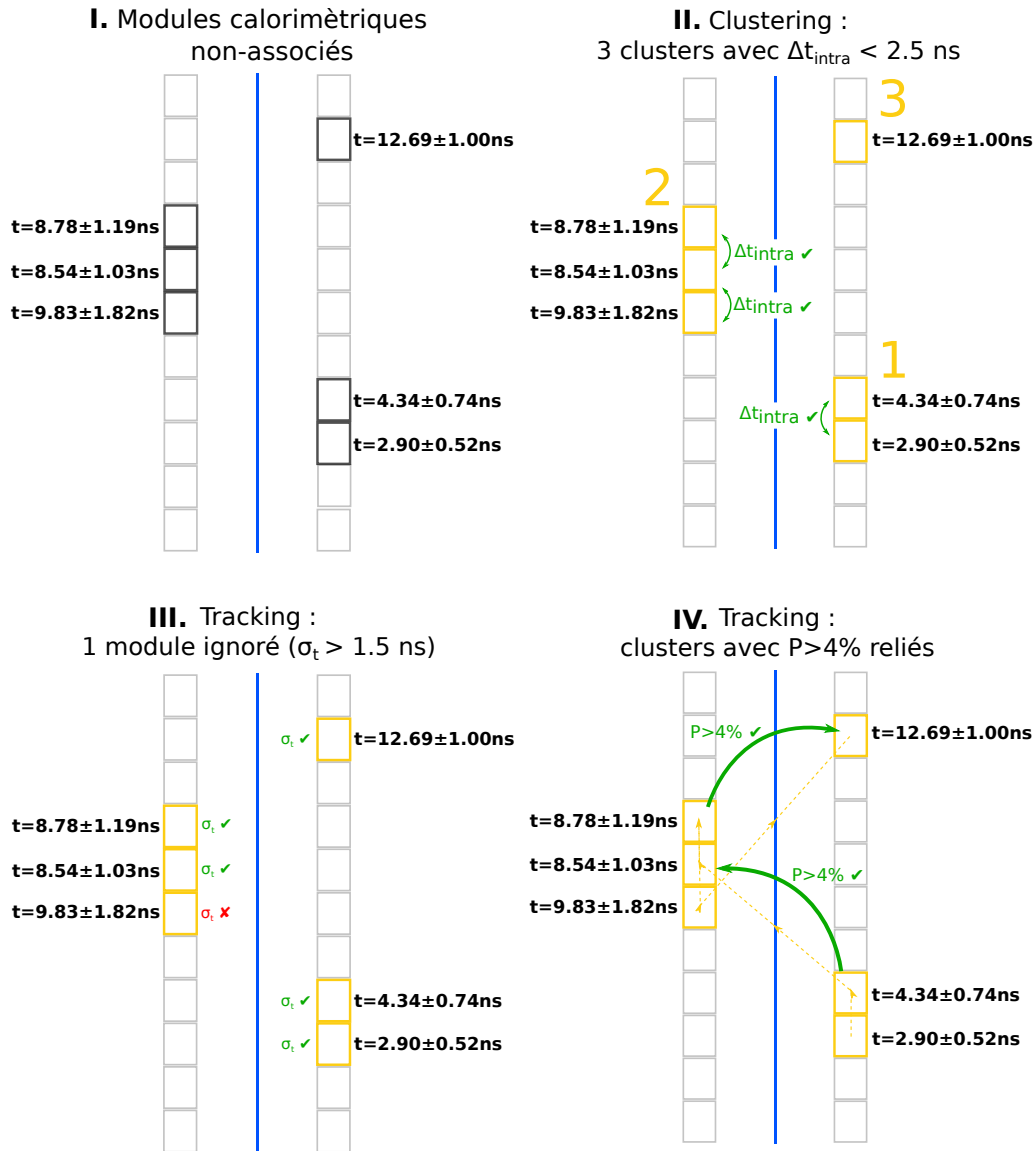 I. Modules calorimètriques
non-associés
t=12.69±1.00ns
t=8.78±1.19ns
t=8.54±1.03ns
t=9.83±1.82ns
t=4.34±0.74ns
t=2.90±0.52ns
II. Clustering :
3 clusters avec Δtintra < 2.5 ns
3
t=12.69±1.00ns
2
t=8.78±1.19ns
Δtintra ✔
t=8.54±1.03ns
Δtintra ✔
t=9.83±1.82ns
1
t=4.34±0.74ns
Δtintra ✔
t=2.90±0.52ns
III. Tracking :
1 module ignoré (σt > 1.5 ns)
σt ✔ t=12.69±1.00ns
t=8.78±1.19ns σt ✔
t=8.54±1.03ns σt ✔
t=9.83±1.82ns σt ✘
σt ✔ t=4.34±0.74ns
σt ✔ t=2.90±0.52ns
IV. Tracking :
clusters avec P>4% reliés
P>4% ✔
t=12.69±1.00ns
t=8.78±1.19ns
t=8.54±1.03ns
P>4% ✔
t=9.83±1.82ns
t=4.34±0.74ns
t=2.90±0.52ns